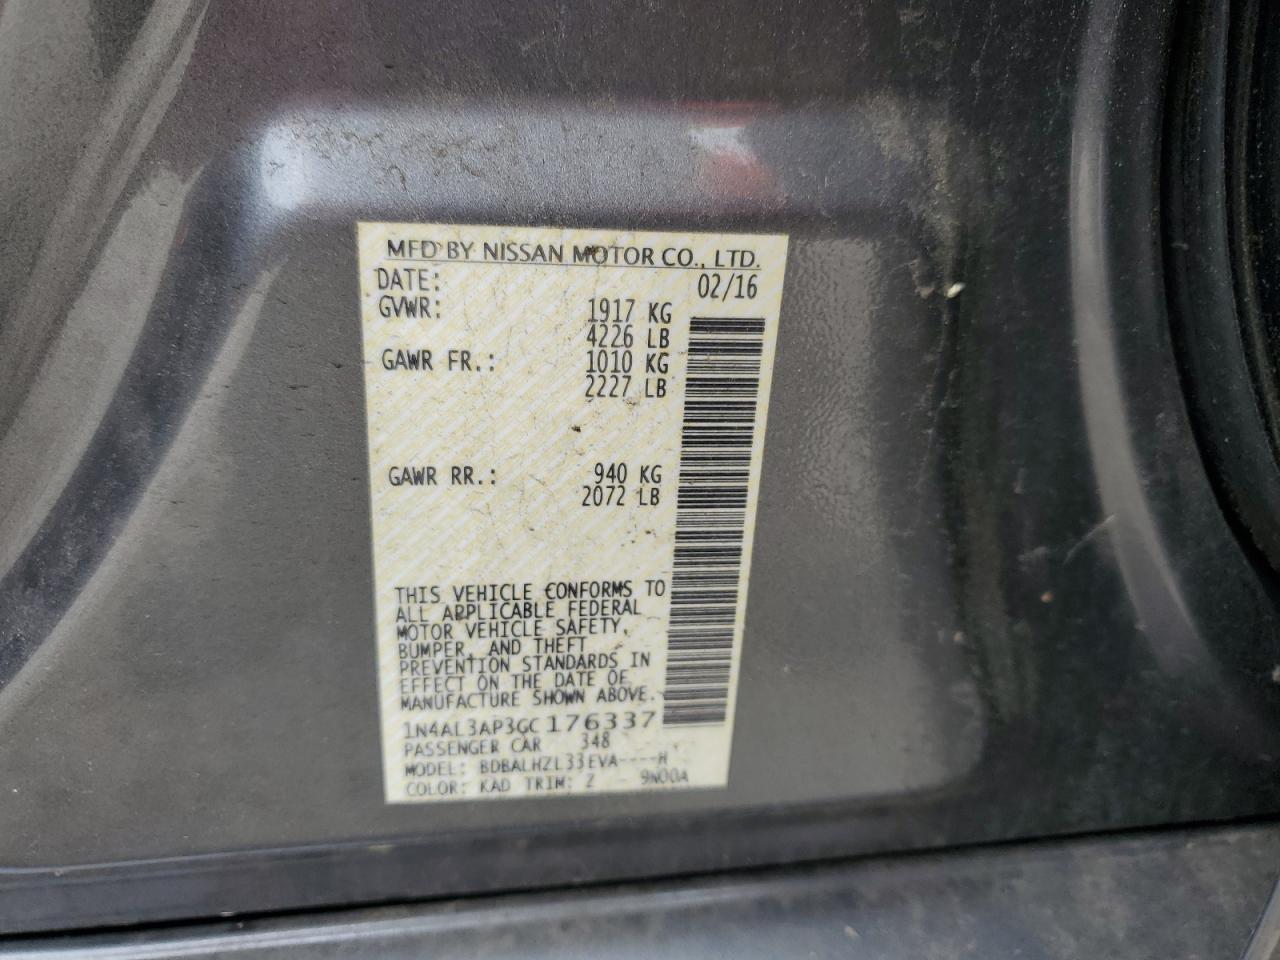 MFD BY NISSAN MOTOR CO., LTD.
DATE: 02/16
GVWR: 1917 KG
4226 LB
GAWR FR.: 1010 KG
2227 LB
GAWR RR.: 940 KG
2072 LB
THIS VEHICLE CONFORMS TO
ALL APPLICABLE FEDERAL
MOTOR VEHICLE SAFETY,
BUMPER, AND THEFT
PREVENTION STANDARDS IN
EFFECT ON THE DATE OF
MANUFACTURE SHOWN ABOVE.
1N4AL3AP3GC176337
PASSENGER CAR 348
MODEL: BDBALHZL33EVA----H
COLOR: KAD TRIM: Z 9N00A